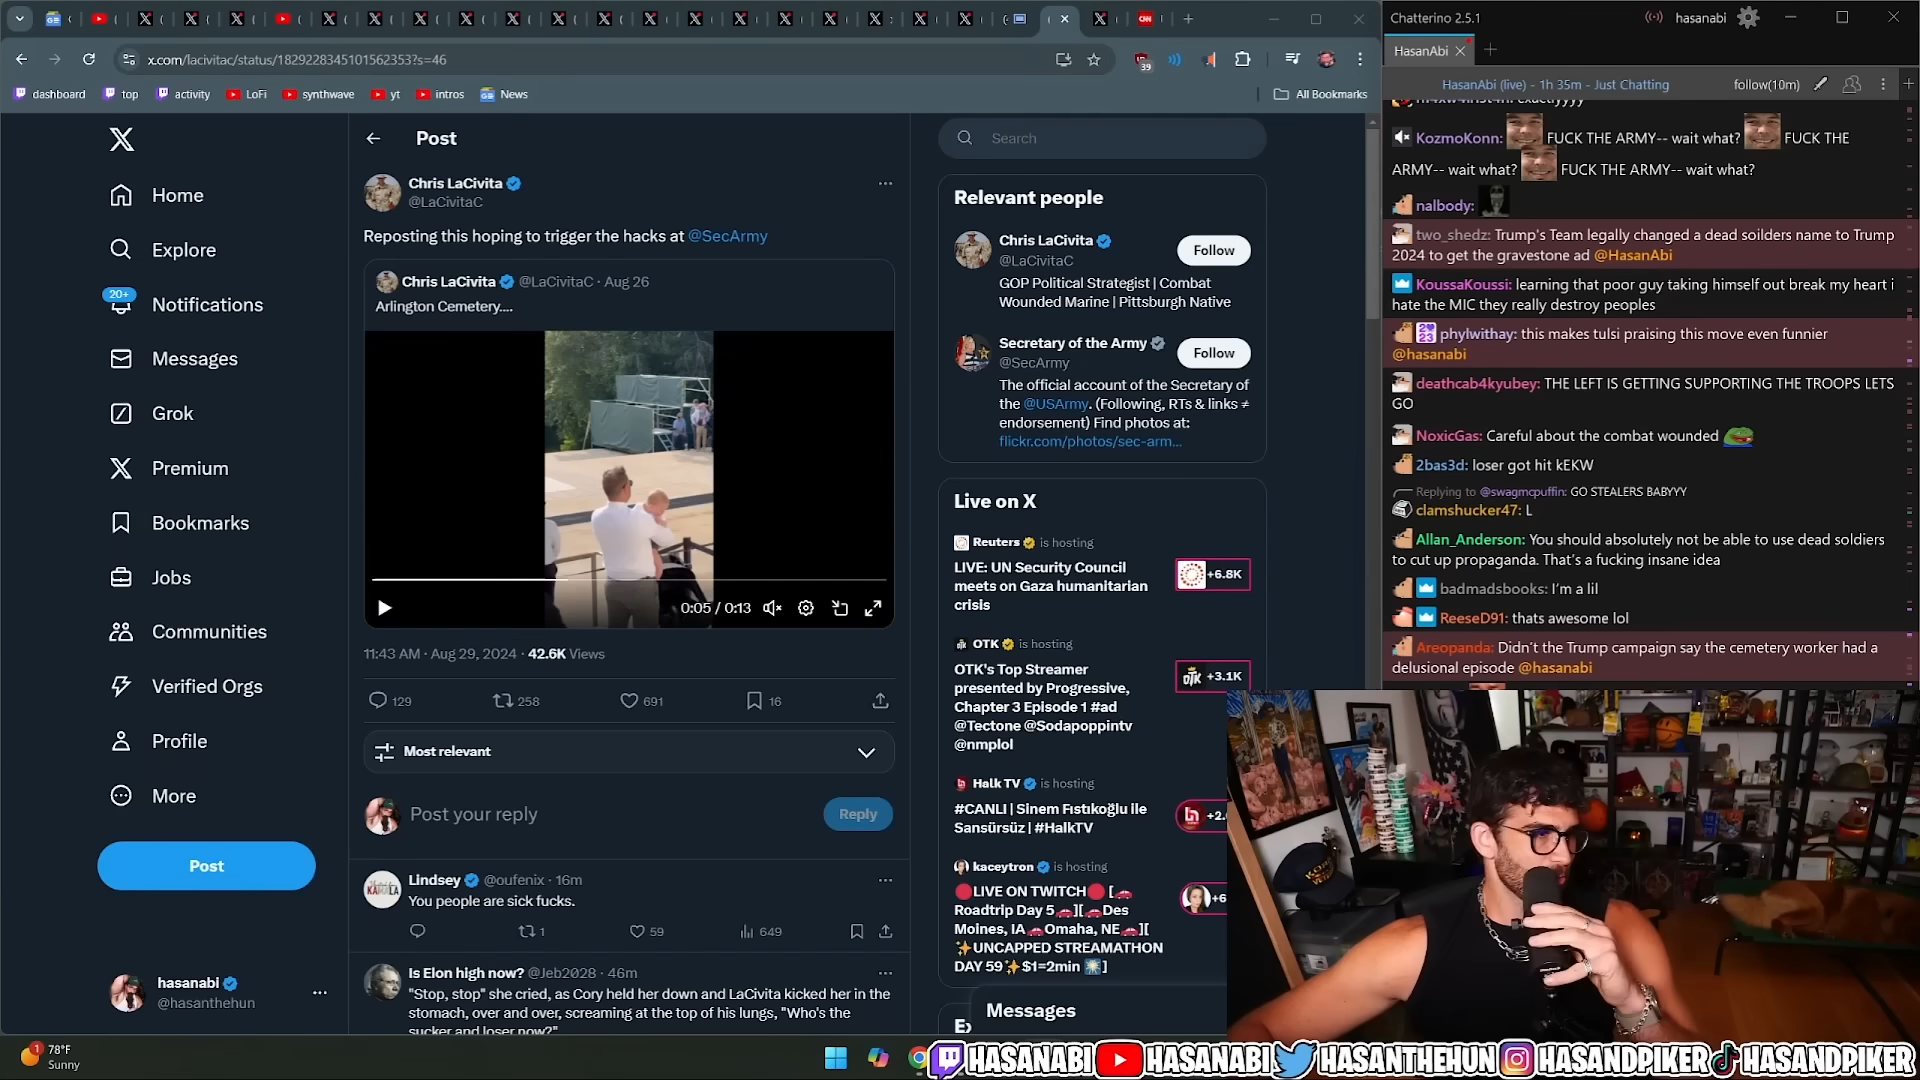 x.com/lacivitac/status/1829228345101562353?s=46
dashboard
top
activity
LoFi
synthwave
yt
intros
News
All Bookmarks
39
Home
Explore
20+
Notifications
Messages
Grok
Premium
Bookmarks
Jobs
Communities
Verified Orgs
Profile
More
Post
hasanabi
@hasanthehun
Post
Chris LaCivita
@LaCivitaC
Reposting this hoping to trigger the hacks at @SecArmy
Chris LaCivita @LaCivitaC · Aug 26
Arlington Cemetery....
0:05 / 0:13
11:43 AM · Aug 29, 2024 · 42.6K Views
129
258
691
16
Most relevant
Post your reply
Reply
Lindsey @oufenix · 16m
You people are sick fucks.
1
59
649
Is Elon high now? @Jeb2028 · 46m
"Stop, stop" she cried, as Cory held her down and LaCivita kicked her in the
stomach, over and over, screaming at the top of his lungs, "Who's the
sucker and loser now?"
Search
Relevant people
Chris LaCivita
@LaCivitaC
Follow
GOP Political Strategist | Combat
Wounded Marine | Pittsburgh Native
Secretary of the Army
@SecArmy
Follow
The official account of the Secretary of
the @USArmy. (Following, RTs & links ≠
endorsement) Find photos at:
flickr.com/photos/sec-arm...
Live on X
Reuters is hosting
LIVE: UN Security Council
meets on Gaza humanitarian
crisis
+6.8K
OTK is hosting
OTK's Top Streamer
presented by Progressive,
Chapter 3 Episode 1 #ad
@Tectone @Sodapoppintv
@nmplol
+3.1K
Halk TV is hosting
#CANLI | Sinem Fıstıkoğlu ile
Sansürsüz | #HalkTV
+2.
kaceytron is hosting
🔴LIVE ON TWITCH🔴 [🚗
Roadtrip Day 5🚗][🚗Des
Moines, IA🚗Omaha, NE🚗][
✨UNCAPPED STREAMATHON
DAY 59✨$1=2min 🎇]
+6
Messages
Chatterino 2.5.1
hasanabi
HasanAbi
HasanAbi (live) - 1h 35m - Just Chatting
follow(10m)
KozmoKonn: FUCK THE ARMY-- wait what? FUCK THE
ARMY-- wait what? FUCK THE ARMY-- wait what?
nalbody:
two_shedz: Trump's Team legally changed a dead soilders name to Trump
2024 to get the gravestone ad @HasanAbi
KoussaKoussi: learning that poor guy taking himself out break my heart i
hate the MIC they really destroy peoples
phylwithay: this makes tulsi praising this move even funnier
@hasanabi
deathcab4kyubey: THE LEFT IS GETTING SUPPORTING THE TROOPS LETS
GO
NoxicGas: Careful about the combat wounded
2bas3d: loser got hit kEKW
Replying to @swagmcpuffin: GO STEALERS BABYYY
clamshucker47: L
Allan_Anderson: You should absolutely not be able to use dead soldiers
to cut up propaganda. That's a fucking insane idea
badmadsbooks: I'm a lil
ReeseD91: thats awesome lol
Areopanda: Didn't the Trump campaign say the cemetery worker had a
delusional episode @hasanabi
1
78°F
Sunny
HASANABI
HASANABI
HASANTHEHUN
HASANDPIKER
HASANDPIKER